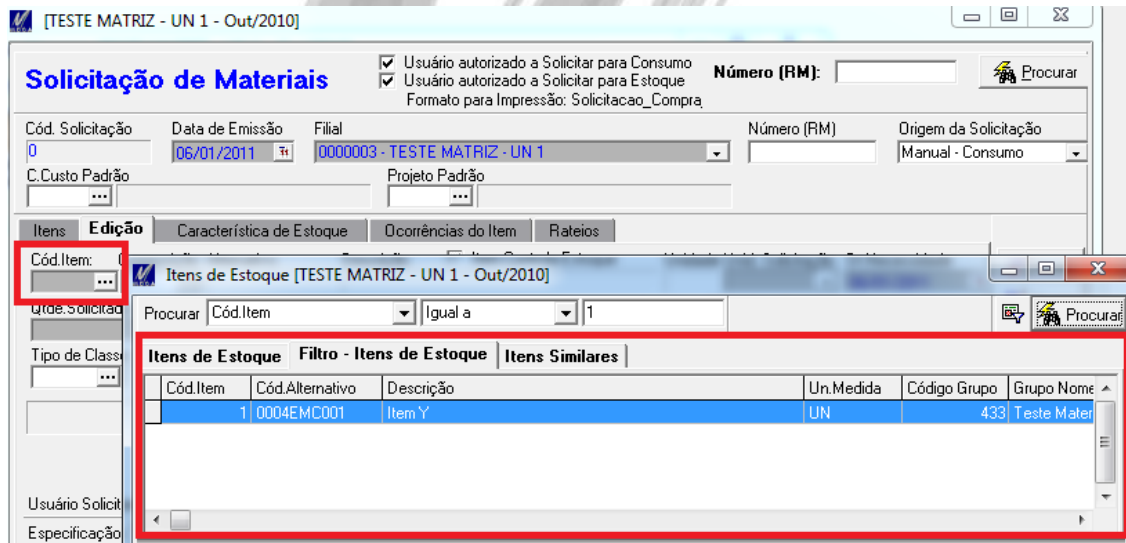 [TESTE MATRIZ - UN 1 - Out/2010]
Solicitação de Materiais
Usuário autorizado a Solicitar para Consumo
Usuário autorizado a Solicitar para Estoque
Formato para Impressão: Solicitacao_Compra
Número (RM):
Procurar
Cód. Solicitação Data de Emissão Filial Número (RM) Origem da Solicitação
0 06/01/2011 0000003 - TESTE MATRIZ - UN 1 Manual - Consumo
C.Custo Padrão Projeto Padrão
Itens Edição Característica de Estoque Ocorrências do Item Rateios
Cód.Item:
Itens de Estoque [TESTE MATRIZ - UN 1 - Out/2010]
Qtde.Solicitad
Procurar Cód.Item Igual a 1 Procurar
Tipo de Class
Itens de Estoque Filtro - Itens de Estoque Itens Similares
Cód.Item Cód.Alternativo Descrição Un.Medida Código Grupo Grupo Nome
1 0004EMC001 Item Y UN 433 Teste Mater
Usuário Solicit
Especificação